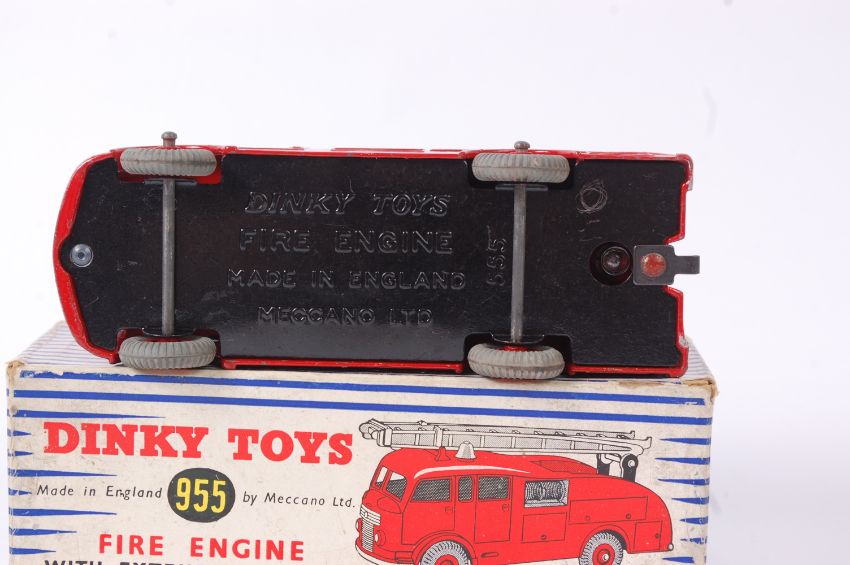 DINKY TOYS
FIRE ENGINE
MADE IN ENGLAND
MECCANO LTD
555
DINKY TOYS
Made in England 955 by Meccano Ltd.
FIRE ENGINE
WITH